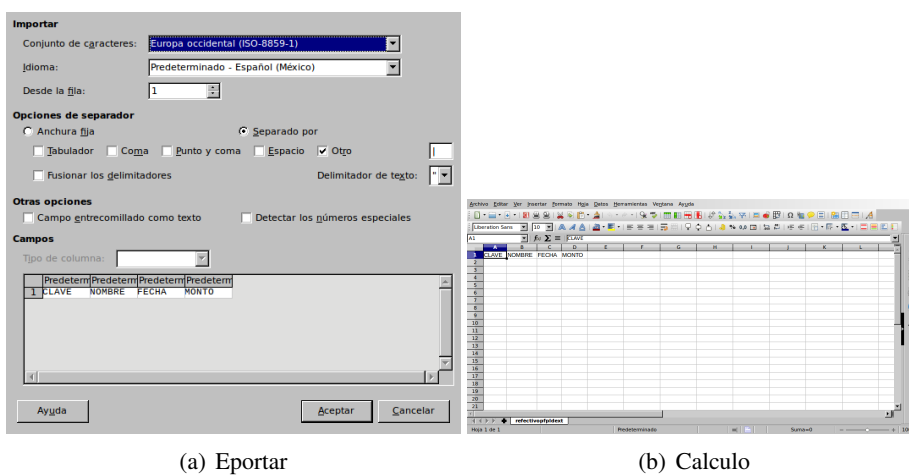 Importar
Conjunto de caracteres: Europa occidental (ISO-8859-1)
Idioma: Predeterminado - Español (México)
Desde la fila: 1
Opciones de separador
Anchura fija Separado por
Tabulador Coma Punto y coma Espacio Otro |
Fusionar los delimitadores Delimitador de texto: "
Otras opciones
Campo entrecomillado como texto Detectar los números especiales
Campos
Tipo de columna:
Predeterm Predeterm Predeterm Predeterm
1 CLAVE NOMBRE FECHA MONTO
Ayuda Aceptar Cancelar
(a) Eportar
Archivo Editar Ver Insertar Formato Hoja Datos Herramientas Ventana Ayuda
Liberation Sans 10
A1 CLAVE
A B C D E F G H I J K L
1 CLAVE NOMBRE FECHA MONTO
2
3
4
5
6
7
8
9
10
11
12
13
14
15
16
17
18
19
20
21
refectivopfpidext
Hoja 1 de 1 Predeterminado Suma=0
(b) Calculo